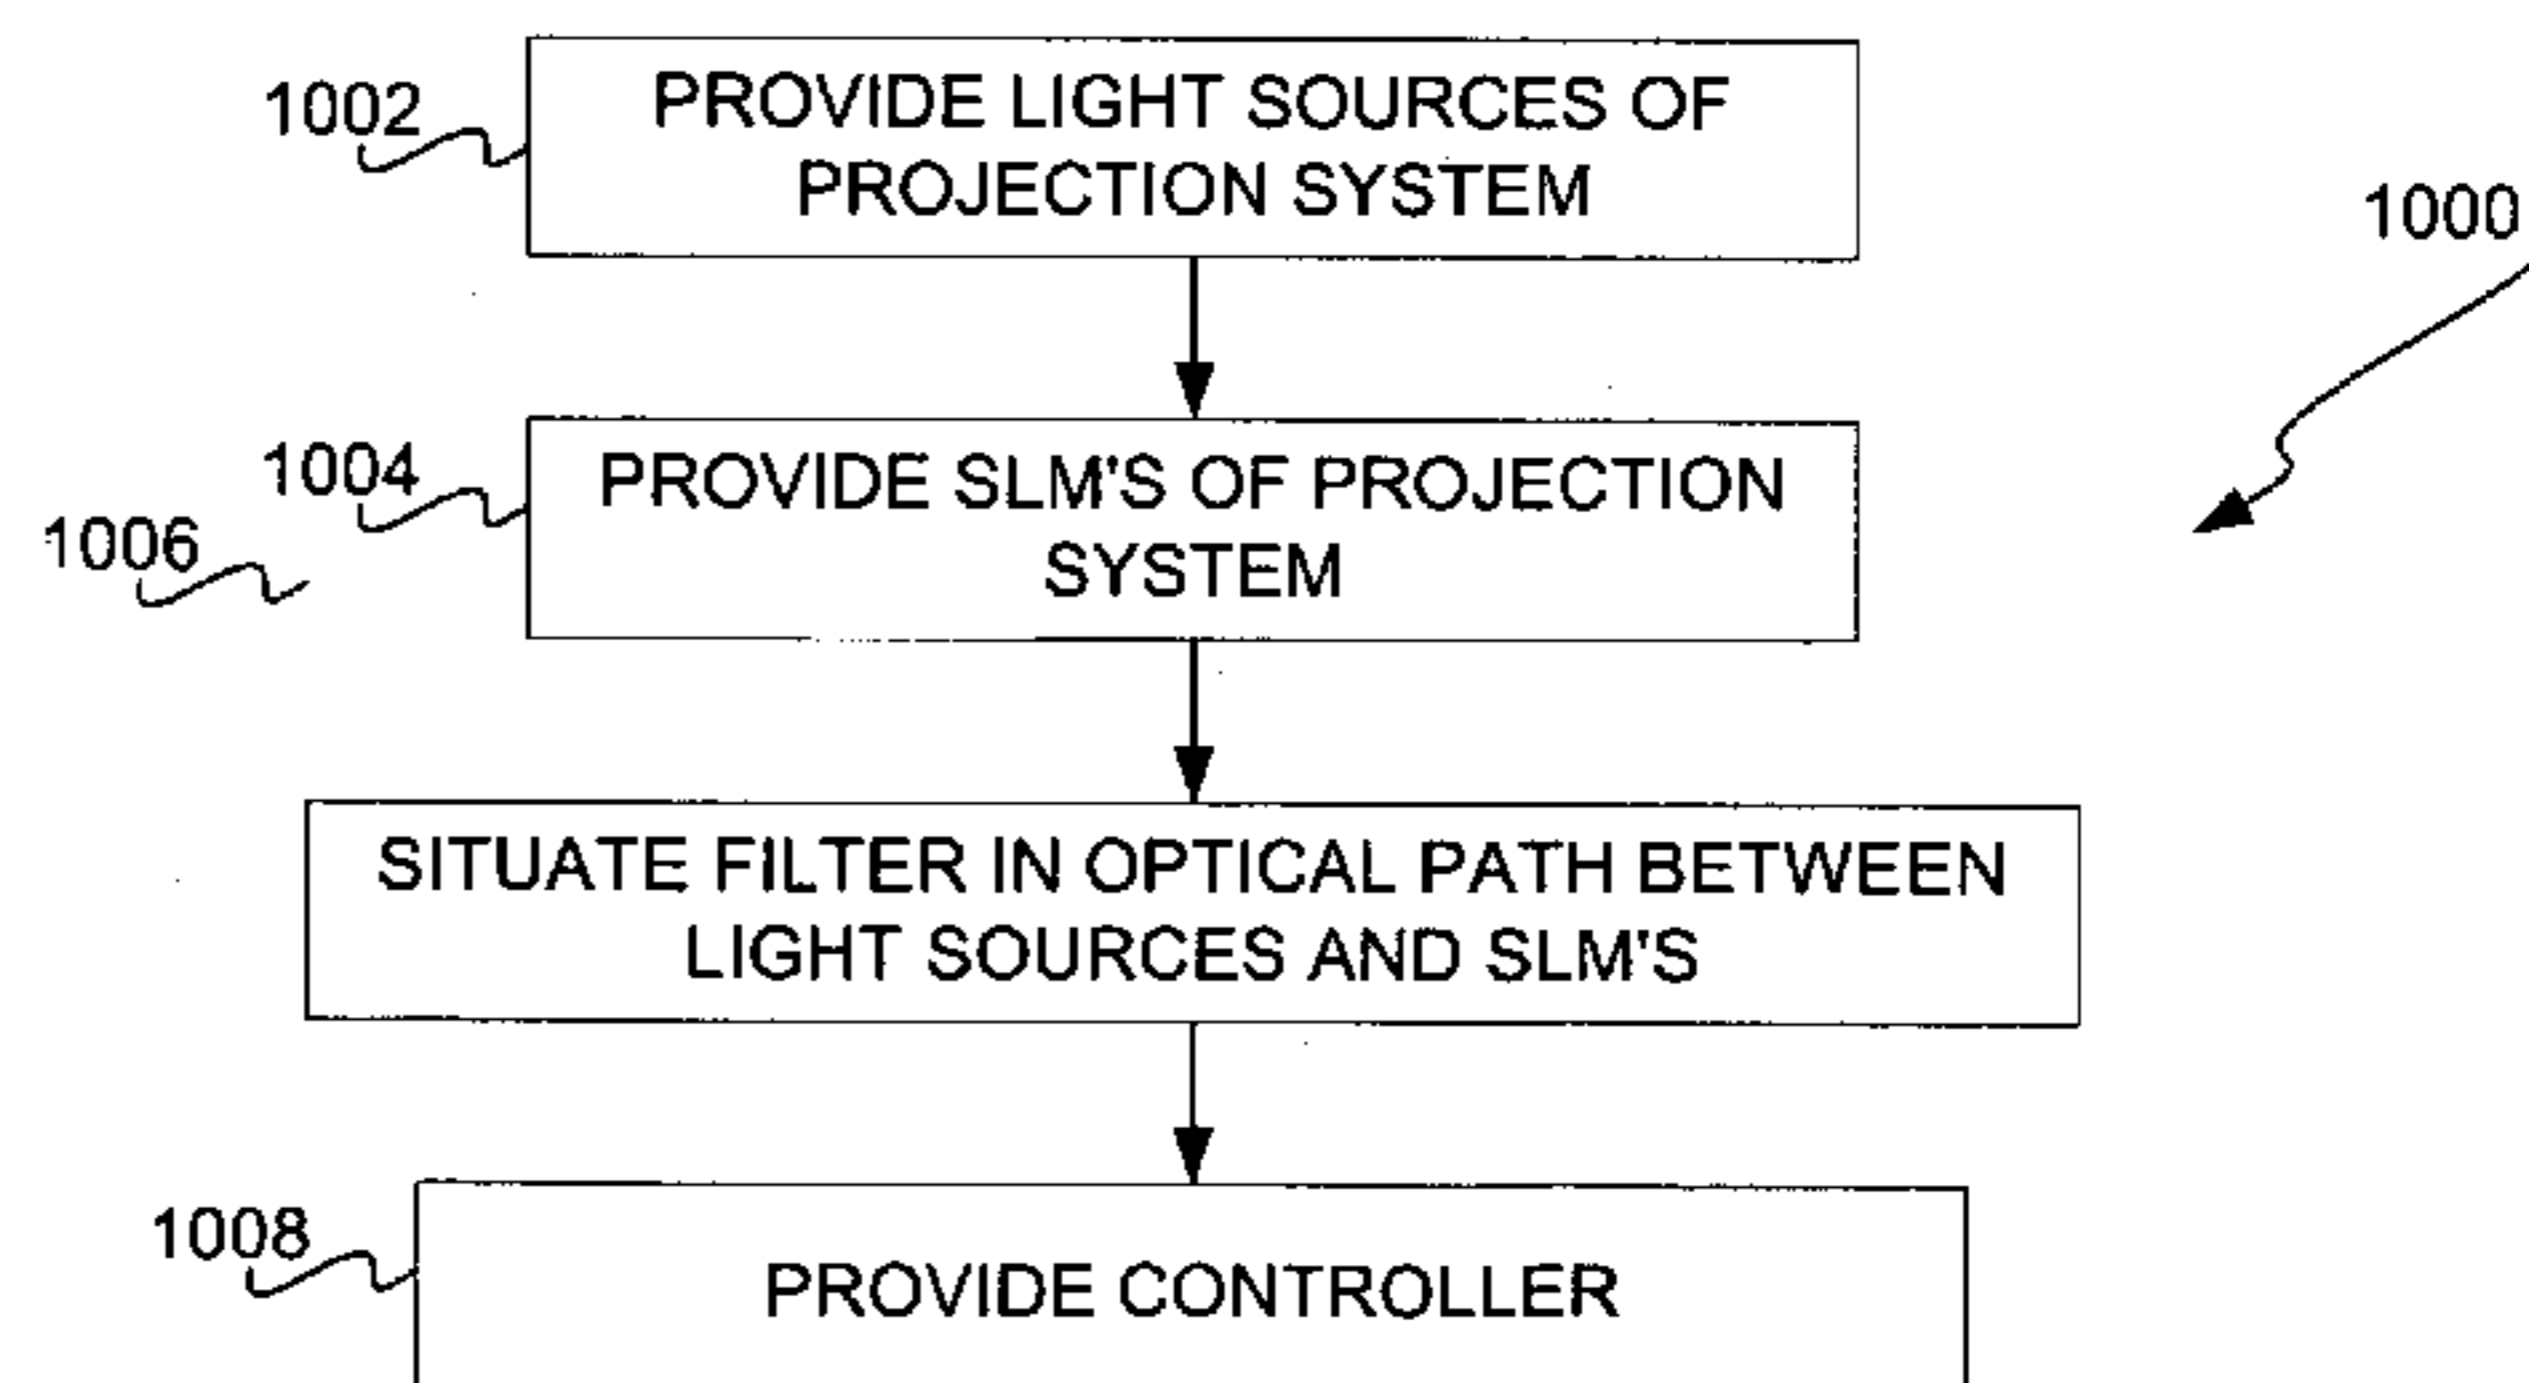 1002
PROVIDE LIGHT SOURCES OF
PROJECTION SYSTEM
1000
1004
PROVIDE SLM'S OF PROJECTION
SYSTEM
1006
SITUATE FILTER IN OPTICAL PATH BETWEEN
LIGHT SOURCES AND SLM'S
1008
PROVIDE CONTROLLER